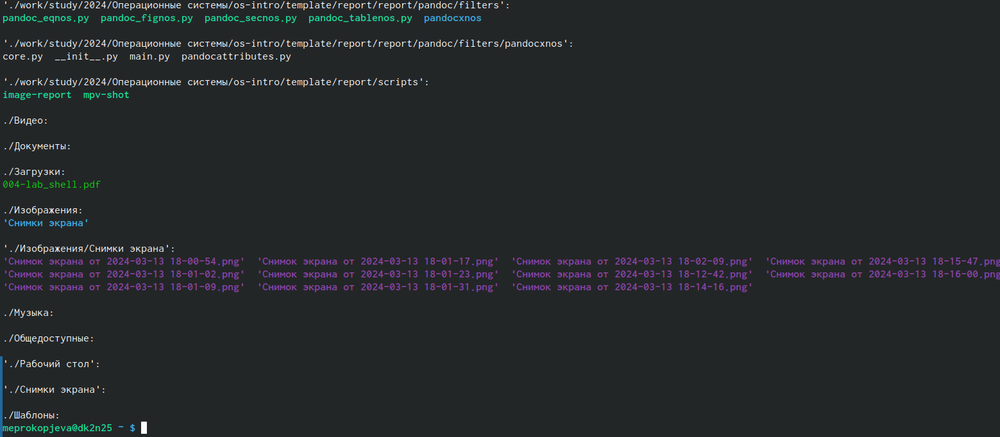 './work/study/2024/Операционные системы/os-intro/template/report/report/pandoc/filters':
pandoc_eqnos.py  pandoc_fignos.py  pandoc_secnos.py  pandoc_tablenos.py  pandocxnos
'./work/study/2024/Операционные системы/os-intro/template/report/report/pandoc/filters/pandocxnos':
core.py  __init__.py  main.py  pandocattributes.py
'./work/study/2024/Операционные системы/os-intro/template/report/scripts':
image-report  mpv-shot
./Видео:
./Документы:
./Загрузки:
004-lab_shell.pdf
./Изображения:
'Снимки экрана'
'./Изображения/Снимки экрана':
'Снимок экрана от 2024-03-13 18-00-54.png'  'Снимок экрана от 2024-03-13 18-01-17.png'  'Снимок экрана от 2024-03-13 18-02-09.png'  'Снимок экрана от 2024-03-13 18-15-47.png
'Снимок экрана от 2024-03-13 18-01-02.png'  'Снимок экрана от 2024-03-13 18-01-23.png'  'Снимок экрана от 2024-03-13 18-12-42.png'  'Снимок экрана от 2024-03-13 18-16-00.png
'Снимок экрана от 2024-03-13 18-01-09.png'  'Снимок экрана от 2024-03-13 18-01-31.png'  'Снимок экрана от 2024-03-13 18-14-16.png'
./Музыка:
./Общедоступные:
'./Рабочий стол':
'./Снимки экрана':
./Шаблоны:
meprokopjeva@dk2n25 ~ $